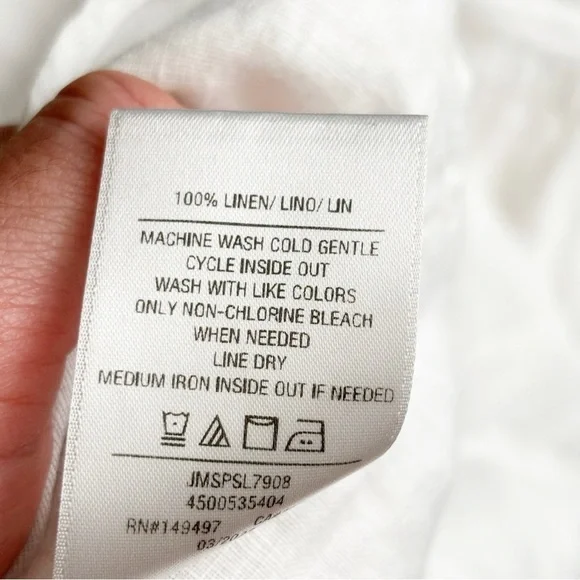 100% LINEN/ LINO/ LIN
MACHINE WASH COLD GENTLE
CYCLE INSIDE OUT
WASH WITH LIKE COLORS
ONLY NON-CHLORINE BLEACH
WHEN NEEDED
LINE DRY
MEDIUM IRON INSIDE OUT IF NEEDED
JMSPSL7908
4500535404
RN#149497